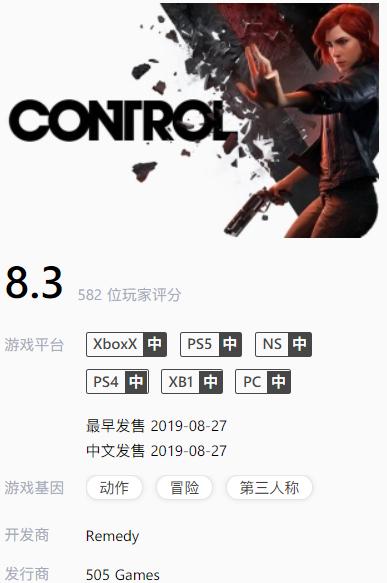 CONTROL
8.3 582 位玩家评分
游戏平台 XboxX 中 PS5 中 NS 中
PS4 中 XB1 中 PC 中
最早发售 2019-08-27
中文发售 2019-08-27
游戏基因 动作 冒险 第三人称
开发商 Remedy
发行商 505 Games